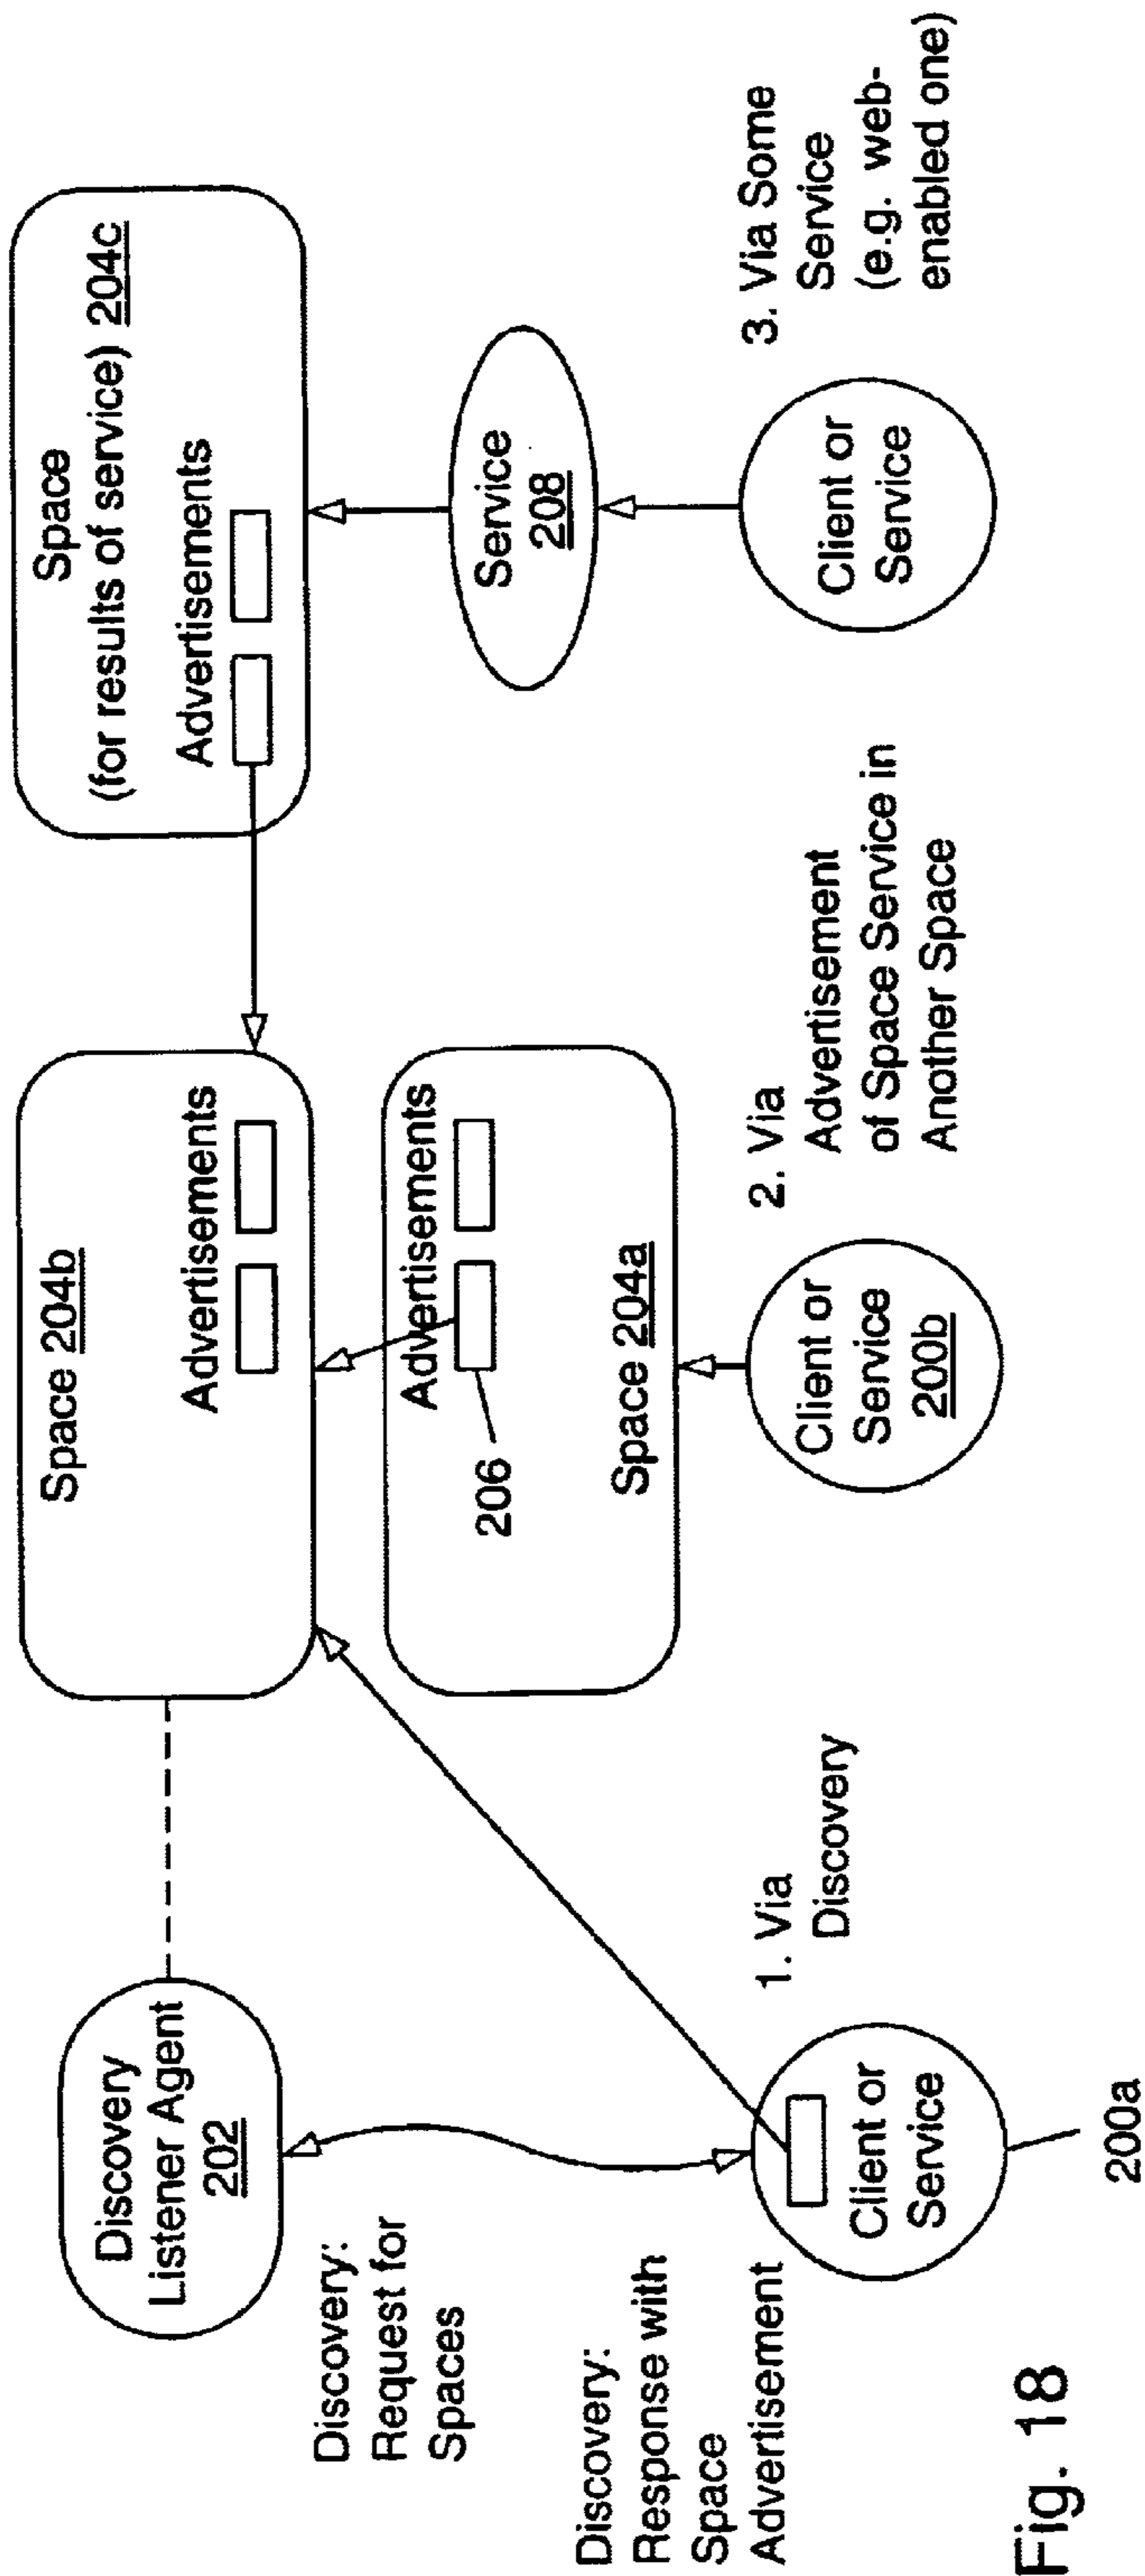 Discovery
Listener Agent
202
Discovery:
Request for
Spaces
Discovery:
Response with
Space
Advertisement
Client or
Service
200a
1. Via
Discovery
Space 204b
Advertisements
Advertisements
206
Space 204a
Client or
Service
200b
2. Via
Advertisement
of Space Service in
Another Space
Space
(for results of service) 204c
Advertisements
Service
208
Client or
Service
3. Via Some
Service
(e.g. web-
enabled one)
Fig. 18